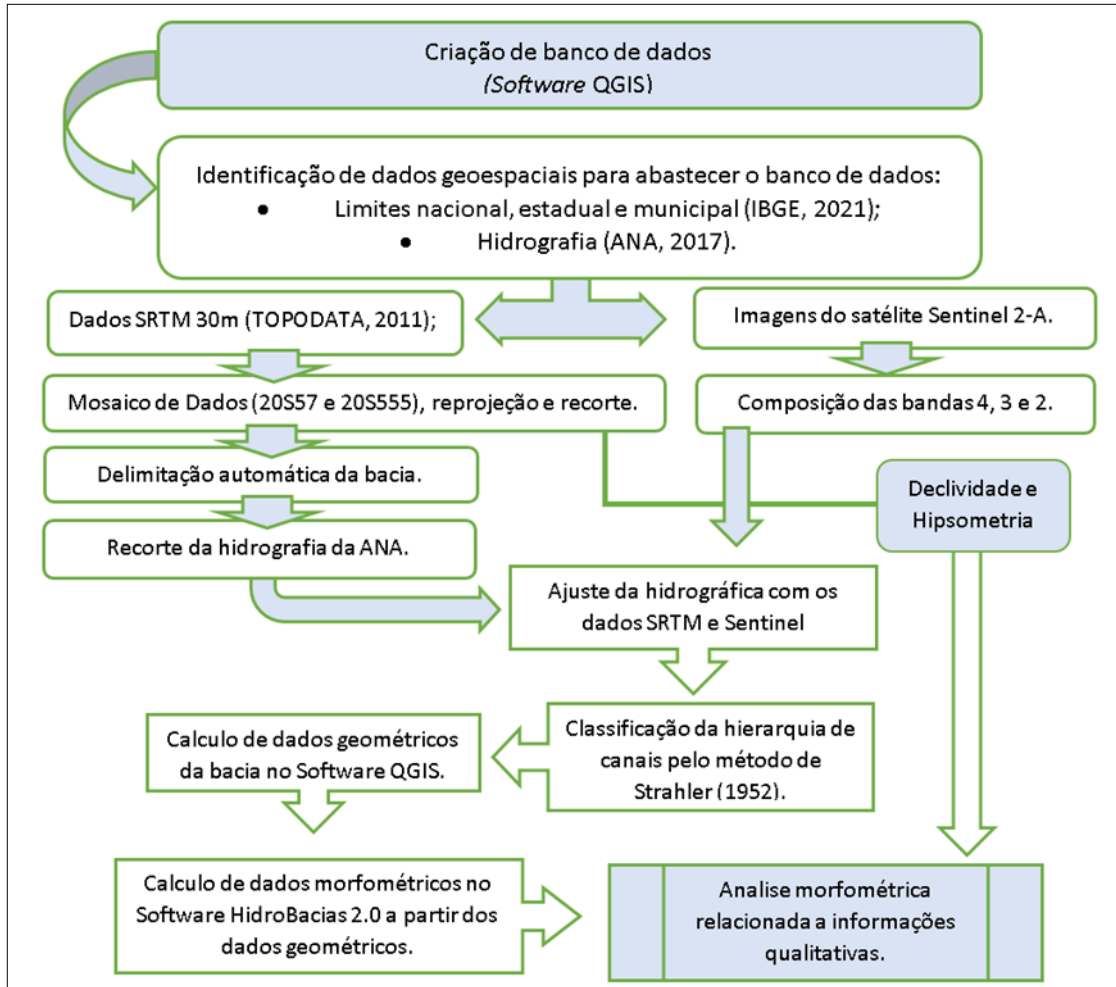 Criação de banco de dados
(Software QGIS)
Identificação de dados geoespaciais para abastecer o banco de dados:
• Limites nacional, estadual e municipal (IBGE, 2021);
• Hidrografia (ANA, 2017).
Dados SRTM 30m (TOPODATA, 2011);
Imagens do satélite Sentinel 2-A.
Mosaico de Dados (20S57 e 20S555), reprojeção e recorte.
Composição das bandas 4, 3 e 2.
Delimitação automática da bacia.
Declividade e
Hipsometria
Recorte da hidrografia da ANA.
Ajuste da hidrográfica com os
dados SRTM e Sentinel
Classificação da hierarquia de
canais pelo método de
Strahler (1952).
Calculo de dados geométricos
da bacia no Software QGIS.
Calculo de dados morfométricos no
Software HidroBacias 2.0 a partir dos
dados geométricos.
Analise morfométrica
relacionada a informações
qualitativas.